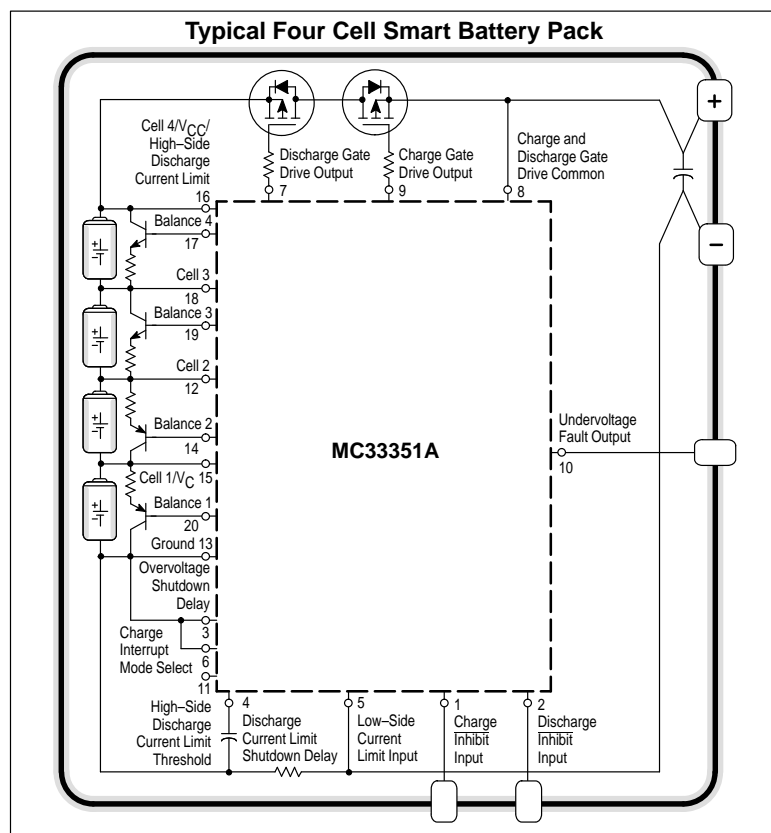 Typical Four Cell Smart Battery Pack
Cell 4/VCC/
High–Side
Discharge
Current Limit
16
Discharge Gate
Drive Output
7
Charge Gate
Drive Output
9
Charge and
Discharge Gate
Drive Common
8
+
−
Balance 4
17
Cell 3
18
Balance 3
19
Cell 2
12
Balance 2
14
Cell 1/VC 15
Balance 1
20
Ground 13
Overvoltage
Shutdown
Delay
3
Charge
Interrupt
Mode Select
6
11
MC33351A
Undervoltage
Fault Output
10
High–Side
Discharge
Current Limit
Threshold
4
Discharge
Current Limit
Shutdown Delay
5
Low–Side
Current
Limit Input
1
Charge
Inhibit
Input
2
Discharge
Inhibit
Input